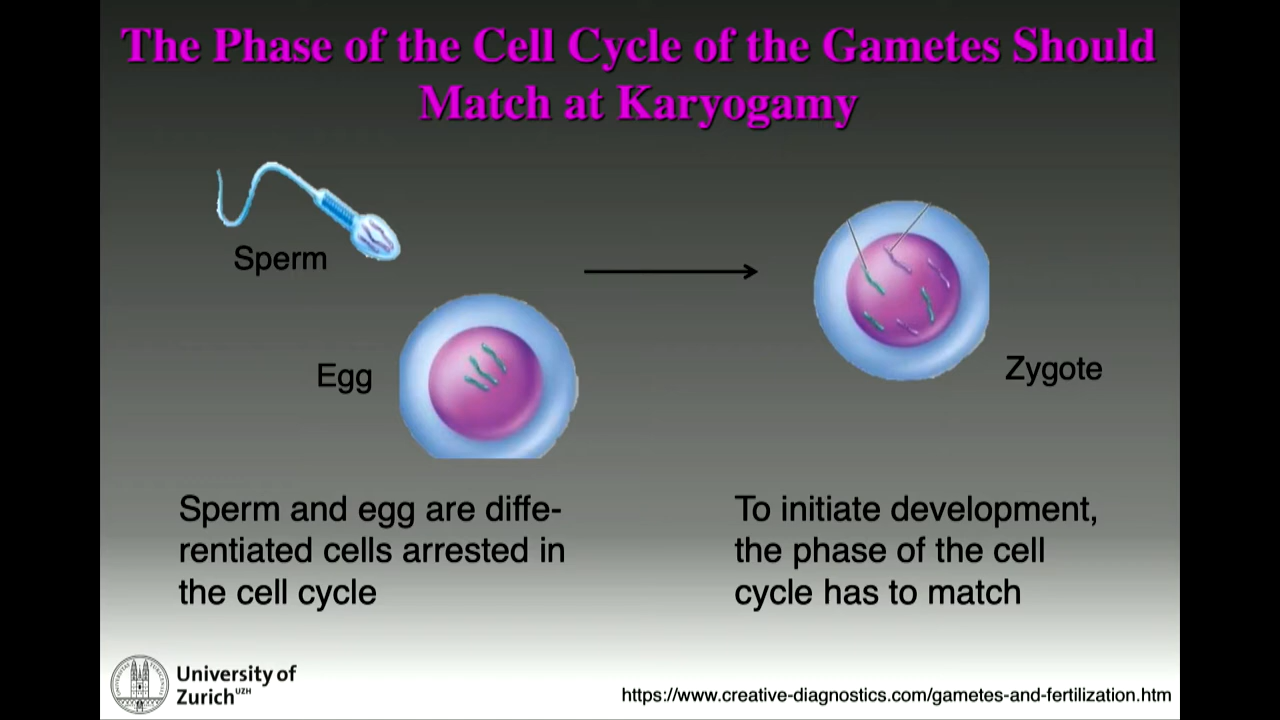 The Phase of the Cell Cycle of the Gametes Should
Match at Karyogamy
Sperm
Egg
Zygote
Sperm and egg are diffe-
rentiated cells arrested in
the cell cycle
To initiate development,
the phase of the cell
cycle has to match
University of
Zurich UZH
https://www.creative-diagnostics.com/gametes-and-fertilization.htm